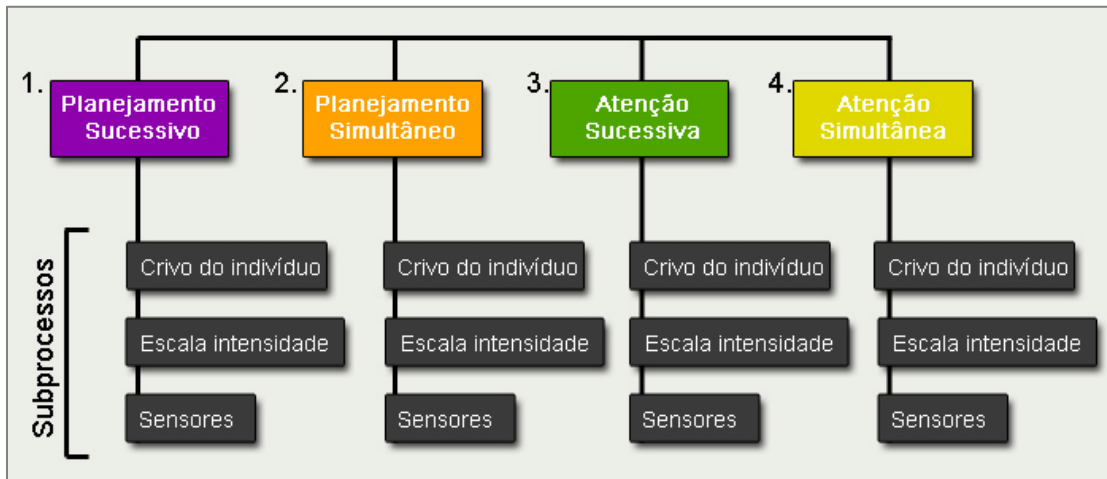 1.
Planejamento
Sucessivo
2.
Planejamento
Simultâneo
3.
Atenção
Sucessiva
4.
Atenção
Simultânea
Subprocessos
Crivo do indivíduo
Crivo do indivíduo
Crivo do indivíduo
Crivo do indivíduo
Escala intensidade
Escala intensidade
Escala intensidade
Escala intensidade
Sensores
Sensores
Sensores
Sensores